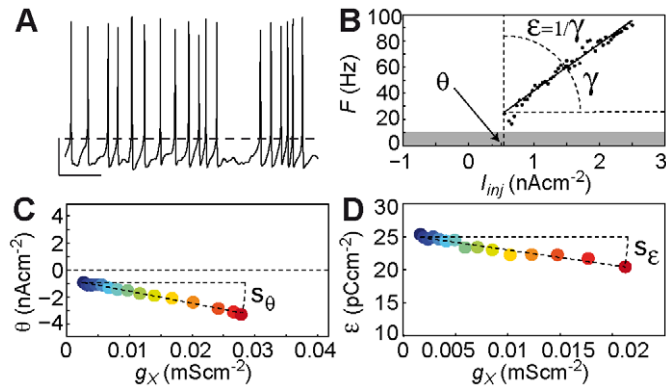 A
B
F (Hz)
100
80
60
40
20
0
ε=1/γ
γ
θ
−1
0
1
2
3
I_inj (nAcm⁻²)
C
θ (nAcm⁻²)
4
2
0
−2
−4
S_θ
0
0.01
0.02
0.03
0.04
g_X (mScm⁻²)
D
ε (pCcm⁻²)
30
25
20
15
10
S_ε
0
0.005
0.01
0.015
0.02
g_X (mScm⁻²)